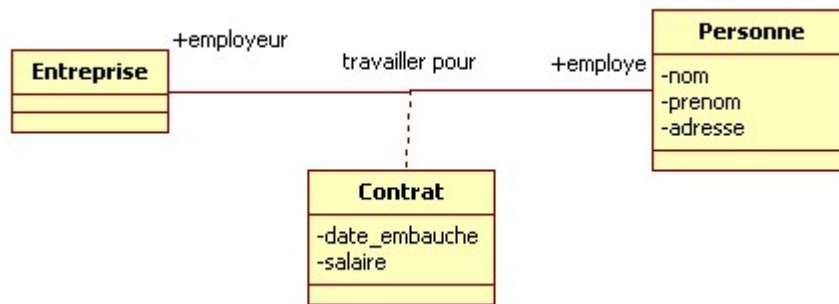 Entreprise
+employeur
travailler pour
+employe
Personne
-nom
-prenom
-adresse
Contrat
-date_embauche
-salaire